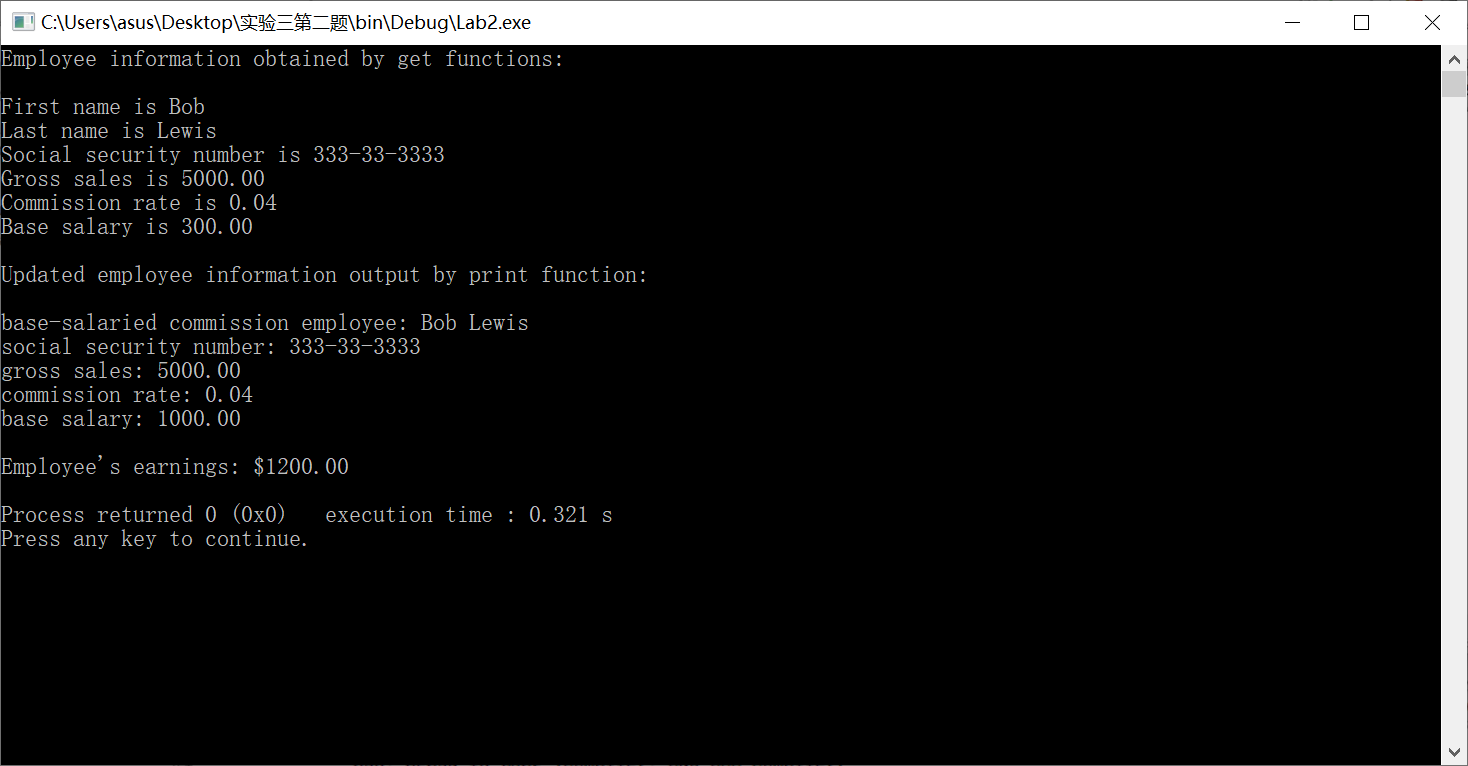 C:\Users\asus\Desktop\实验三第二题\bin\Debug\Lab2.exe
Employee information obtained by get functions:
First name is Bob
Last name is Lewis
Social security number is 333-33-3333
Gross sales is 5000.00
Commission rate is 0.04
Base salary is 300.00
Updated employee information output by print function:
base-salaried commission employee: Bob Lewis
social security number: 333-33-3333
gross sales: 5000.00
commission rate: 0.04
base salary: 1000.00
Employee's earnings: $1200.00
Process returned 0 (0x0)   execution time : 0.321 s
Press any key to continue.